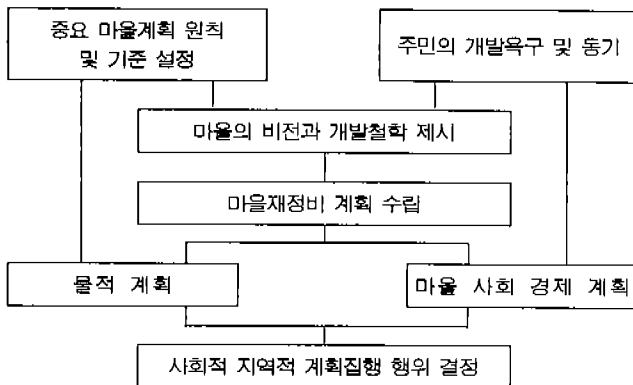 중요 마을계획 원칙
및 기준 설정
주민의 개발욕구 및 동기
마을의 비전과 개발철학 제시
마을재정비 계획 수립
물적 계획
마을 사회 경제 계획
사회적 지역적 계획집행 행위 결정